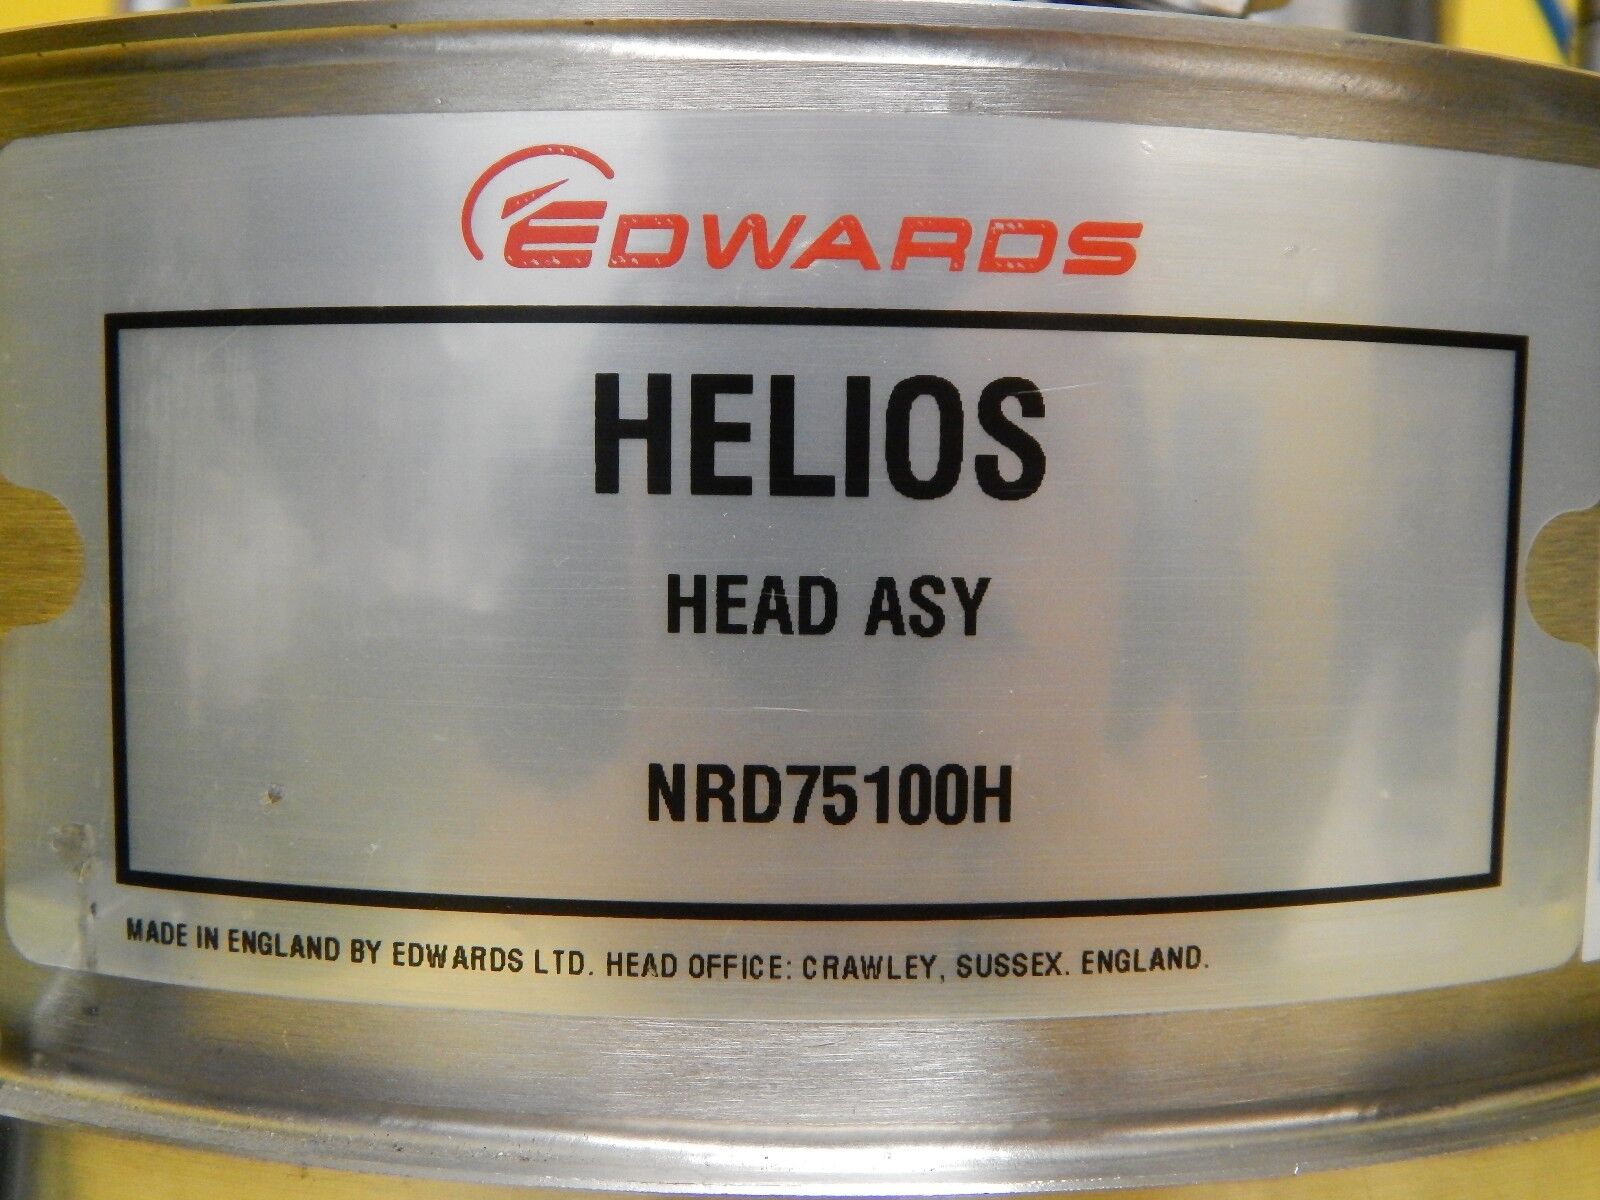 EDWARDS
HELIOS
HEAD ASY
NRD75100H
MADE IN ENGLAND BY EDWARDS LTD. HEAD OFFICE: CRAWLEY, SUSSEX. ENGLAND.